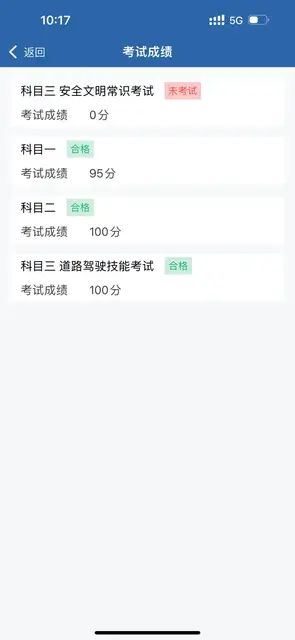 10:17 5G
返回 考试成绩
科目三 安全文明常识考试 未考试
考试成绩 0分
科目一 合格
考试成绩 95分
科目二 合格
考试成绩 100分
科目三 道路驾驶技能考试 合格
考试成绩 100分